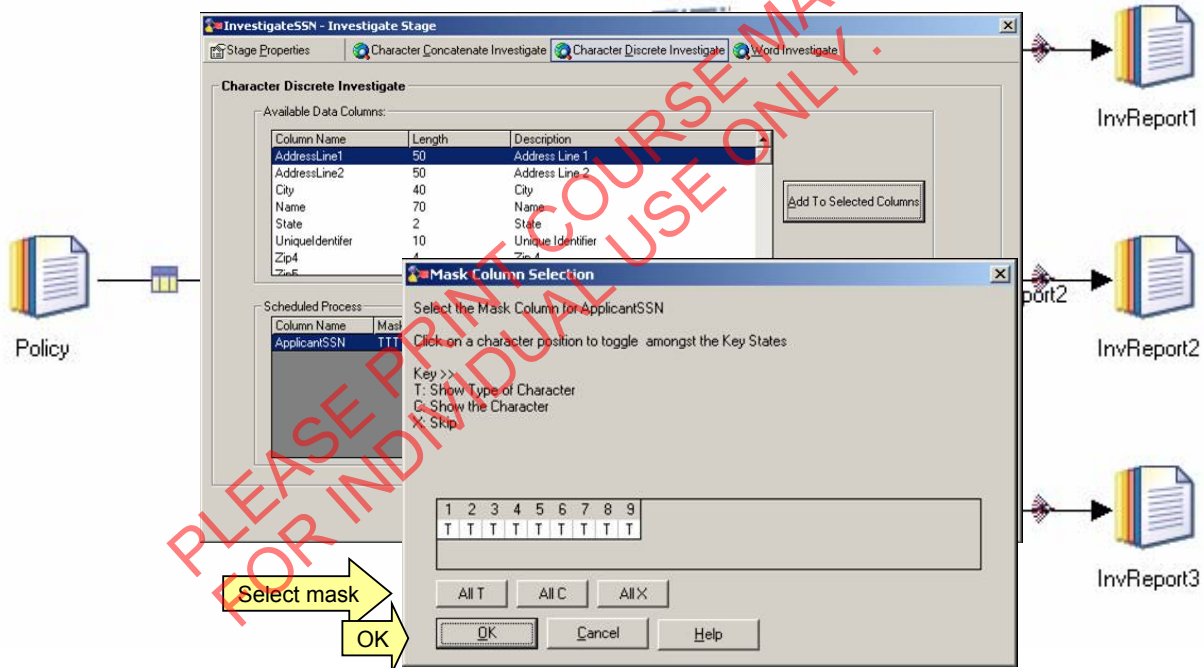 InvestigateSSN - Investigate Stage
Stage Properties
Character Concatenate Investigate
Character Discrete Investigate
Word Investigate
Character Discrete Investigate
Available Data Columns:
Column Name Length Description
AddressLine1 50 Address Line 1
AddressLine2 50 Address Line 2
City 40 City
Name 70 Name
State 2 State
UniqueIdentifer 10 Unique Identifier
Zip4 4 Zip 4
Zip5
Add To Selected Columns
Scheduled Process
Column Name Mask
ApplicantSSN TTT
Mask Column Selection
Select the Mask Column for ApplicantSSN
Click on a character position to toggle amongst the Key States
Key >>
T: Show Type of Character
C: Show the Character
X: Skip
1 2 3 4 5 6 7 8 9
T T T T T T T T T
All T All C All X
OK Cancel Help
Select mask
OK
Policy
InvReport1
port2
InvReport2
InvReport3
PLEASE PRINT COURSE MA
FOR INDIVIDUAL USE ONLY.